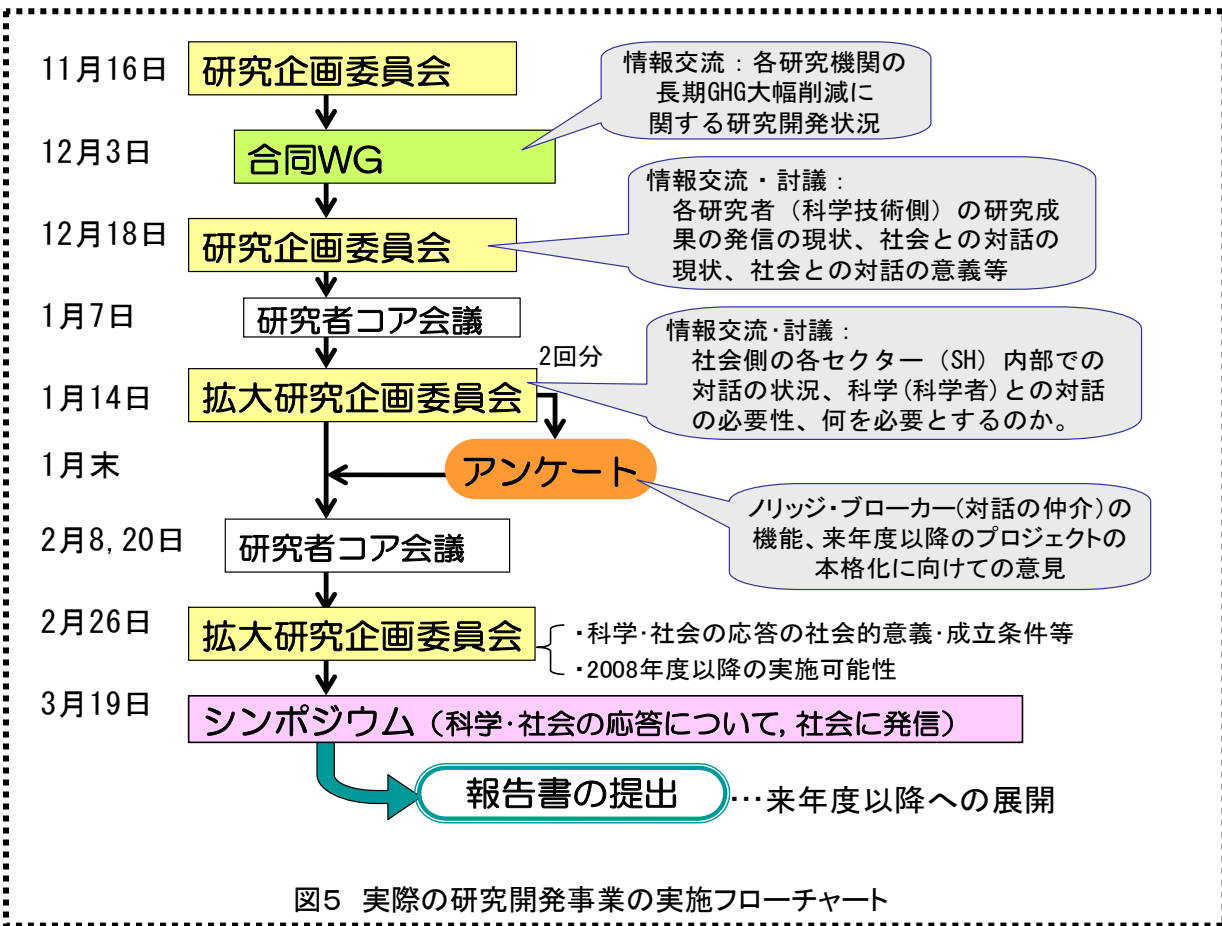 11月16日
研究企画委員会
情報交流：各研究機関の
長期GHG大幅削減に
関する研究開発状況
12月3日
合同WG
12月18日
研究企画委員会
情報交流・討議：
各研究者（科学技術側）の研究成
果の発信の現状、社会との対話の
現状、社会との対話の意義等
1月7日
研究者コア会議
1月14日
拡大研究企画委員会
2回分
情報交流･討議：
社会側の各セクター（SH）内部での
対話の状況、科学(科学者)との対話
の必要性、何を必要とするのか。
1月末
アンケート
ノリッジ・ブローカー(対話の仲介)の
機能、来年度以降のプロジェクトの
本格化に向けての意見
2月8, 20日
研究者コア会議
2月26日
拡大研究企画委員会
・科学･社会の応答の社会的意義･成立条件等
・2008年度以降の実施可能性
3月19日
シンポジウム（科学･社会の応答について, 社会に発信）
報告書の提出
…来年度以降への展開
図５ 実際の研究開発事業の実施フローチャート